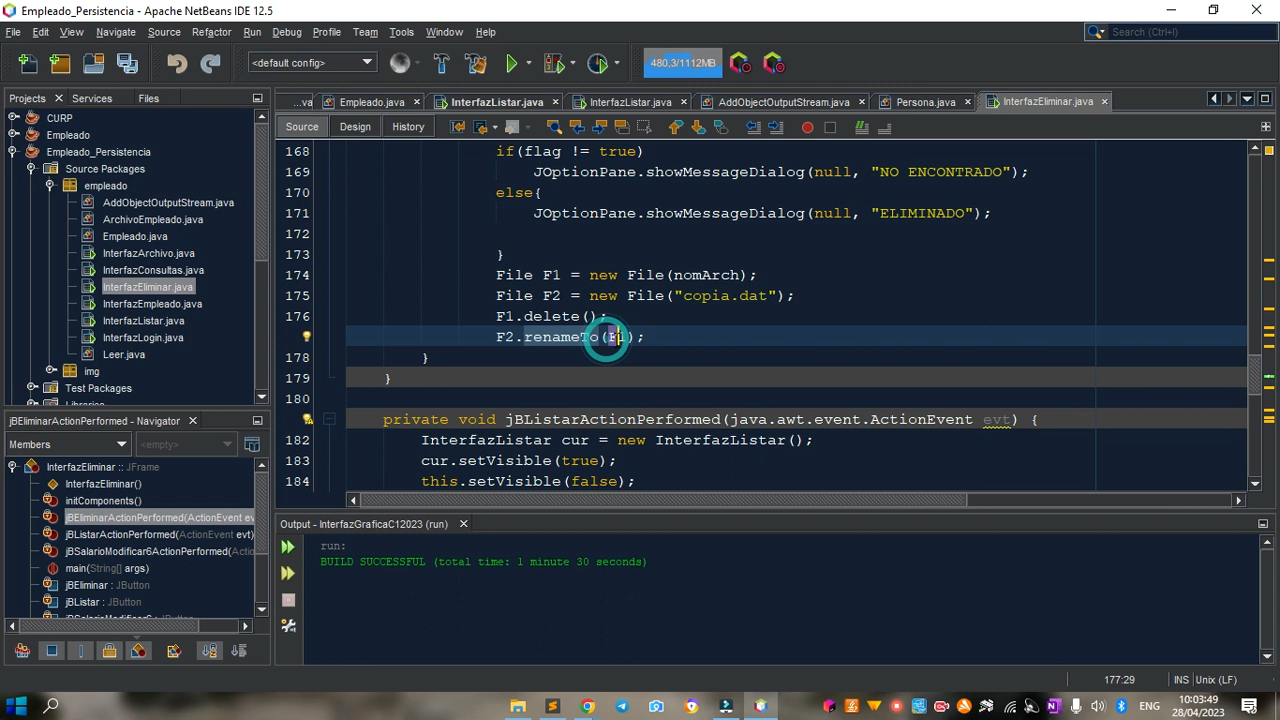 Empleado_Persistencia - Apache NetBeans IDE 12.5
File Edit View Navigate Source Refactor Run Debug Profile Team Tools Window Help
Search (Ctrl+I)
<default config>
480,3/1112MB
Projects Services Files
...va Empleado.java InterfazListar.java InterfazListar.java AddObjectOutputStream.java Persona.java InterfazEliminar.java
Source Design History
CURP
Empleado
Empleado_Persistencia
Source Packages
empleado
AddObjectOutputStream.java
ArchivoEmpleado.java
Empleado.java
InterfazArchivo.java
InterfazConsultas.java
InterfazEliminar.java
InterfazEmpleado.java
InterfazListar.java
InterfazLogin.java
Leer.java
img
Test Packages
168 if(flag != true)
169 JOptionPane.showMessageDialog(null, "NO ENCONTRADO");
170 else{
171 JOptionPane.showMessageDialog(null, "ELIMINADO");
172
173 }
174 File F1 = new File(nomArch);
175 File F2 = new File("copia.dat");
176 F1.delete();
F2.renameTo(F1);
178 }
179 }
180
private void jBListarActionPerformed(java.awt.event.ActionEvent evt) {
182 InterfazListar cur = new InterfazListar();
183 cur.setVisible(true);
184 this.setVisible(false);
jBEliminarActionPerformed - Navigator
Members <empty>
InterfazEliminar :: JFrame
InterfazEliminar()
initComponents()
jBEliminarActionPerformed(ActionEvent ev
jBListarActionPerformed(ActionEvent evt)
jBSalarioModificar6ActionPerformed(Actio
main(String[] args)
jBEliminar : JButton
jBListar : JButton
jBSalarioModificar6 : JButton
Output - InterfazGraficaC12023 (run)
run:
BUILD SUCCESSFUL (total time: 1 minute 30 seconds)
177:29 INS Unix (LF)
ENG
10:03:49
28/04/2023